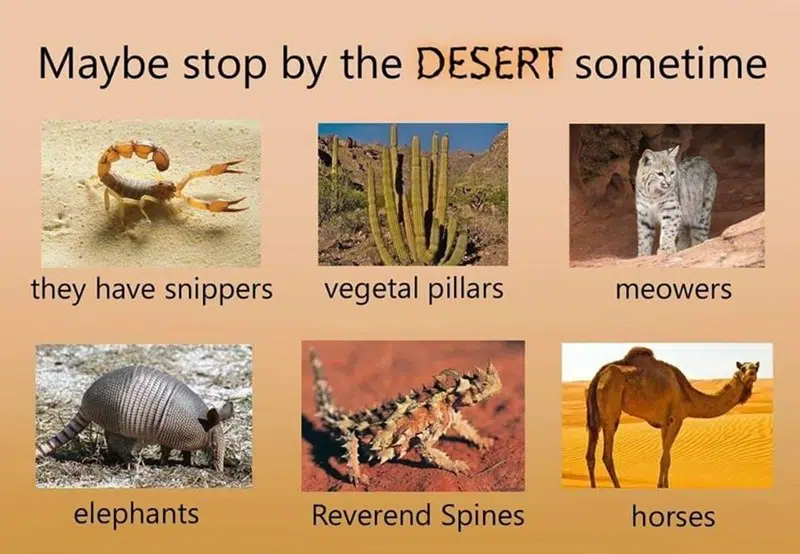 Maybe stop by the DESERT sometime
they have snippers
vegetal pillars
meowers
elephants
Reverend Spines
horses